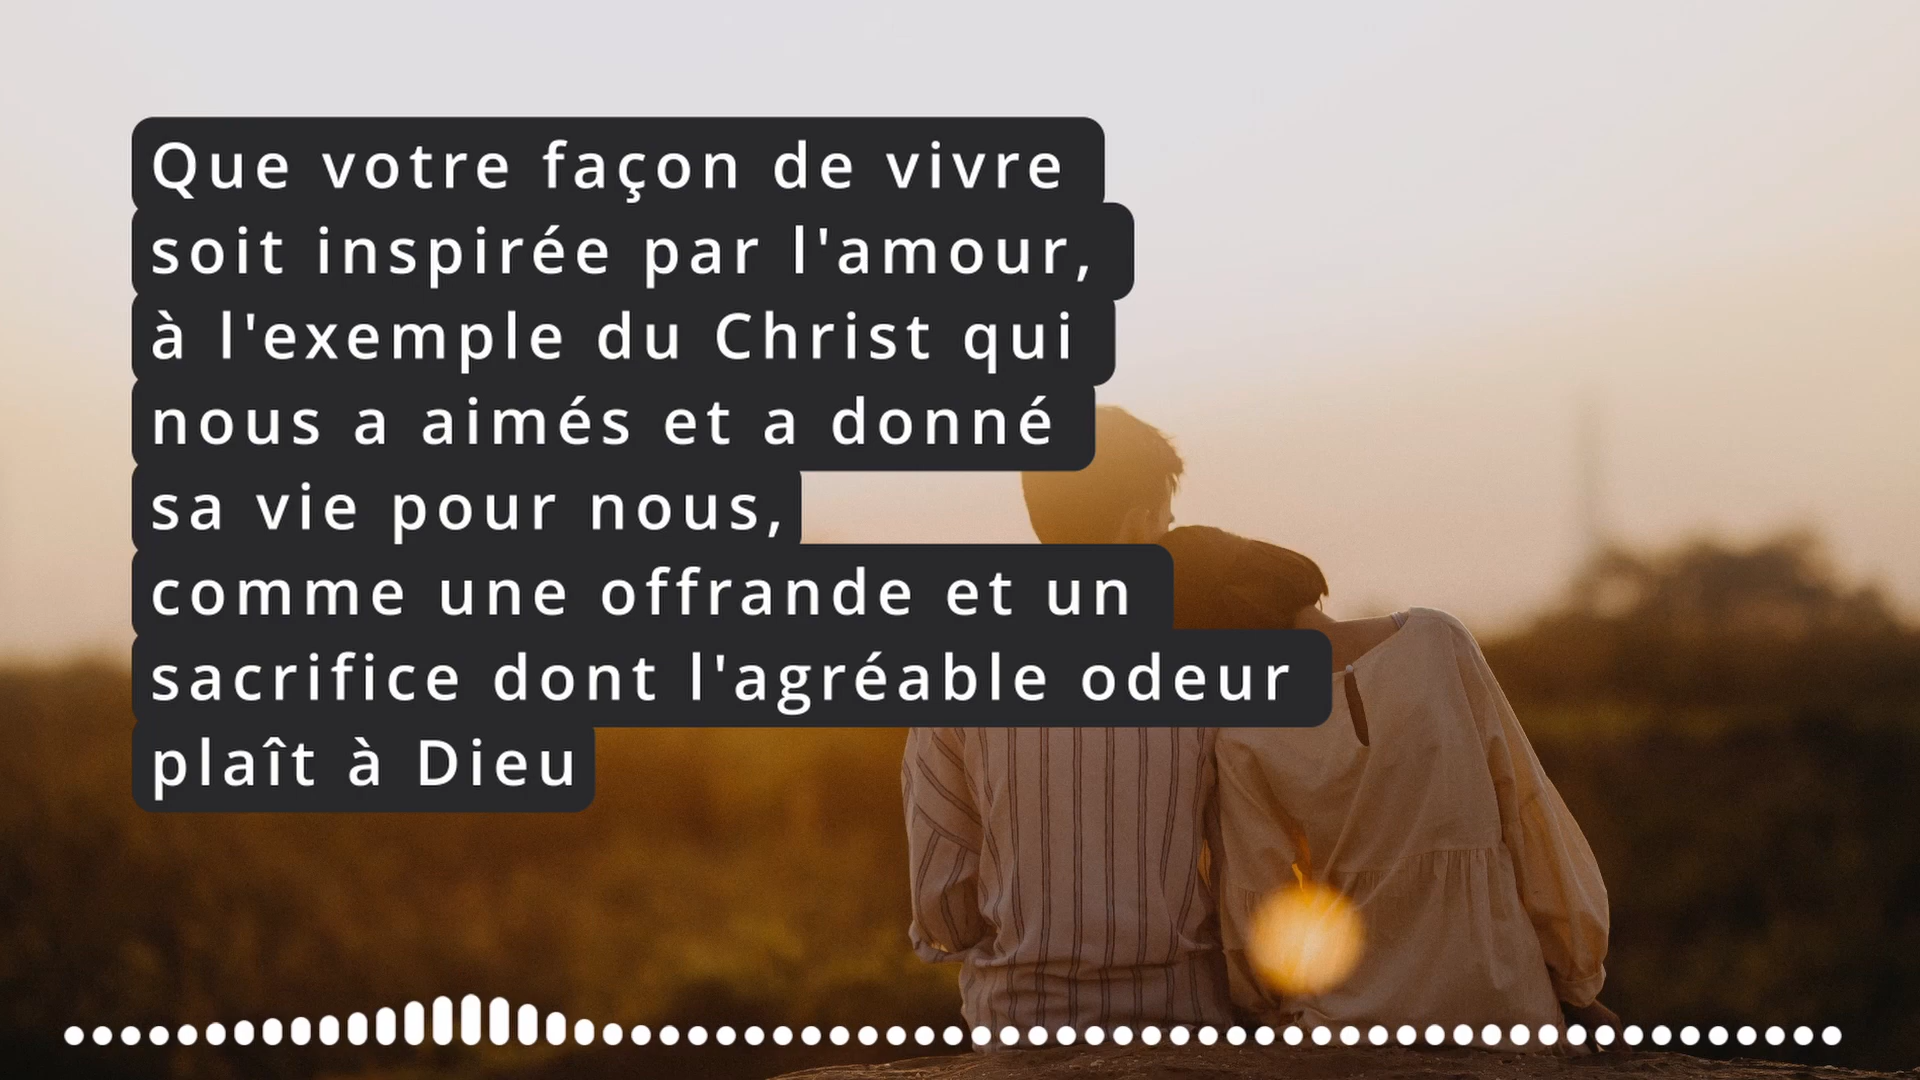 Que votre façon de vivre
soit inspirée par l'amour,
à l'exemple du Christ qui
nous a aimés et a donné
sa vie pour nous,
comme une offrande et un
sacrifice dont l'agréable odeur
plaît à Dieu